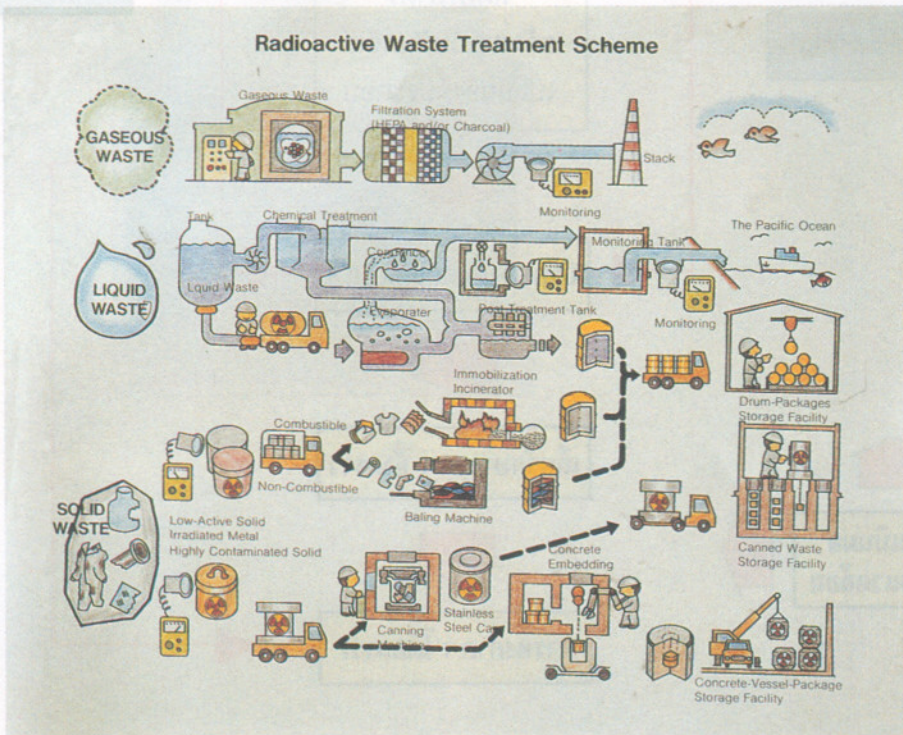 Radioactive Waste Treatment Scheme
GASEOUS
WASTE
Gaseous Waste
Filtration System
(HEPA and/or Charcoal)
Stack
Monitoring
LIQUID
WASTE
Tank
Chemical Treatment
Liquid Waste
Evaporater
Post Treatment Tank
Monitoring Tank
The Pacific Ocean
Monitoring
Immobilization
Incinerator
Drum-Packages
Storage Facility
SOLID
WASTE
Combustible
Non-Combustible
Baling Machine
Low-Active Solid
Irradiated Metal
Highly Contaminated Solid
Canned Waste
Storage Facility
Canning
Machine
Stainless
Steel Can
Concrete
Embedding
Concrete-Vessel-Package
Storage Facility